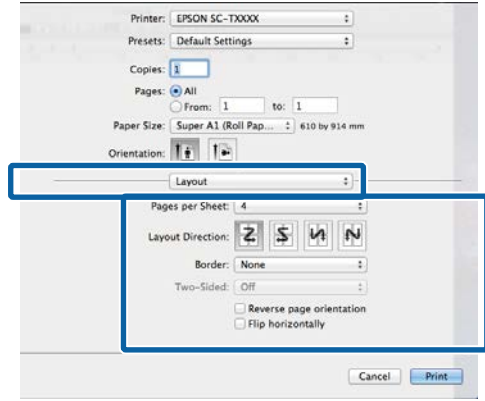 Printer: EPSON SC-TXXXX
Presets: Default Settings
Copies: 1
Pages: All
From: 1 to: 1
Paper Size: Super A1 (Roll Pap... 610 by 914 mm
Orientation:
Layout
Pages per Sheet: 4
Layout Direction:
Border: None
Two-Sided: Off
Reverse page orientation
Flip horizontally
Cancel Print